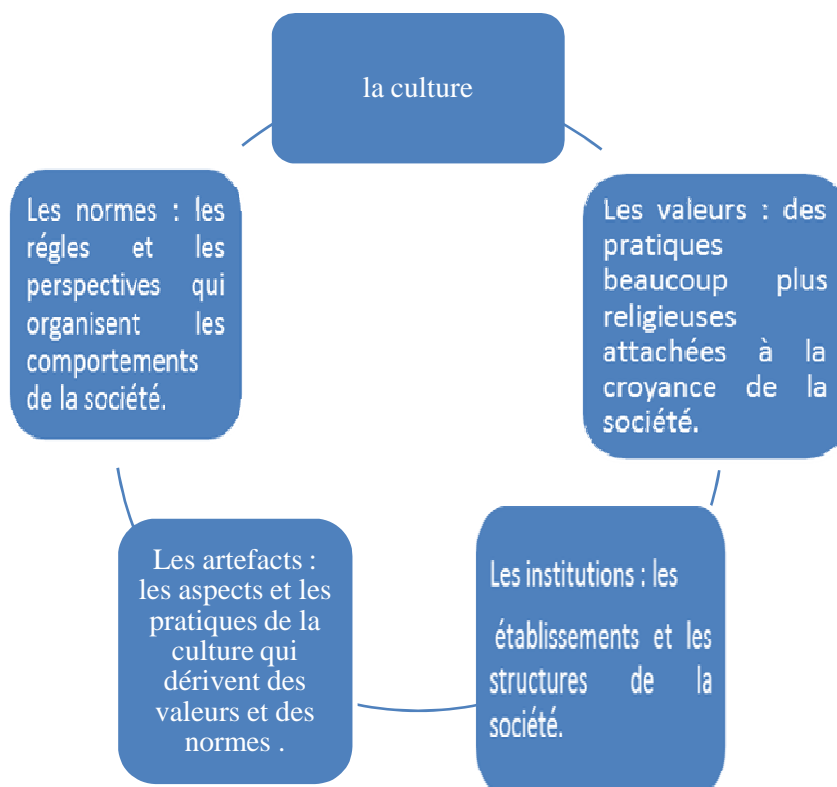 la culture
Les normes : les
régles et les
perspectives qui
organisent les
comportements
de la société.
Les valeurs : des
pratiques
beaucoup plus
religieuses
attachées à la
croyance de la
société.
Les artefacts :
les aspects et les
pratiques de la
culture qui
dérivent des
valeurs et des
normes .
Les institutions : les
établissements et les
structures de la
société.